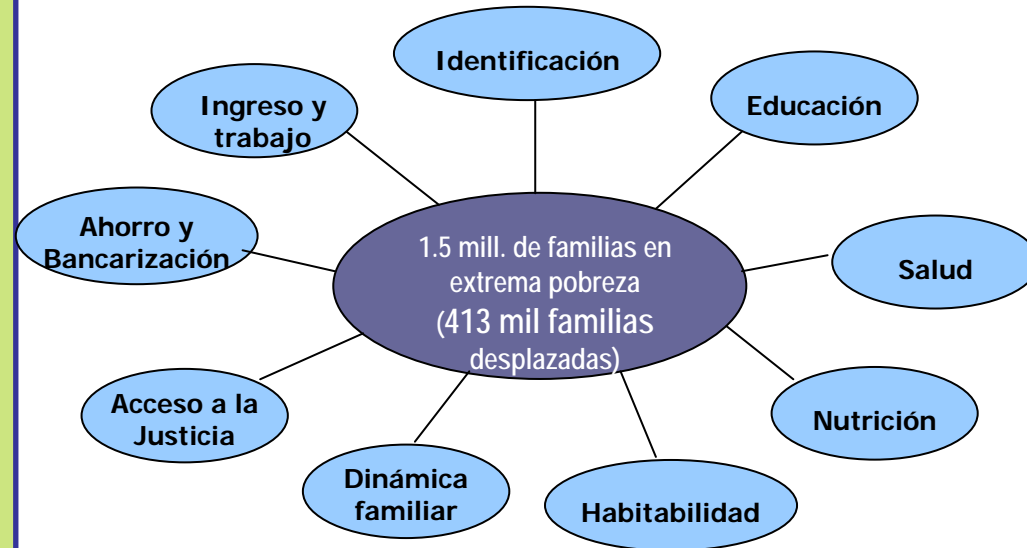 Identificación
Educación
Salud
Nutrición
Habitabilidad
Dinámica
familiar
Acceso a la
Justicia
Ahorro y
Bancarización
Ingreso y
trabajo
1.5 mill. de familias en
extrema pobreza
(413 mil familias
desplazadas)